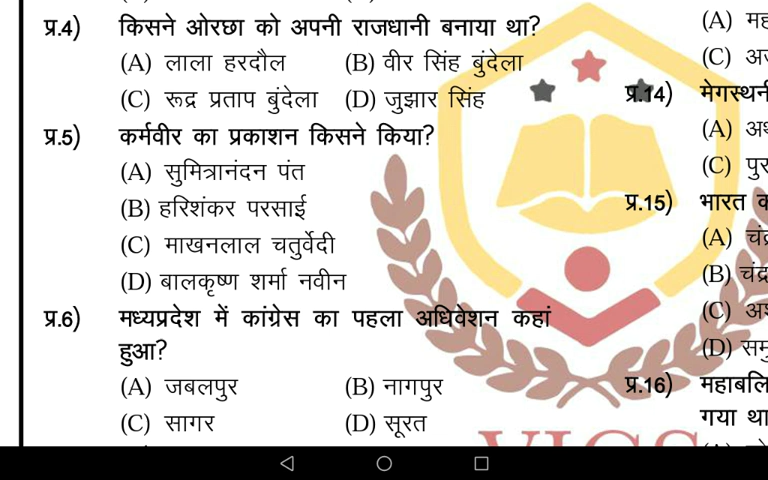 प्र.4) किसने ओरछा को अपनी राजधानी बनाया था?
(A) लाला हरदौल (B) वीर सिंह बुंदेला
(C) रूद्र प्रताप बुंदेला (D) जुझार सिंह
प्र.5) कर्मवीर का प्रकाशन किसने किया?
(A) सुमित्रानंदन पंत
(B) हरिशंकर परसाई
(C) माखनलाल चतुर्वेदी
(D) बालकृष्ण शर्मा नवीन
प्र.6) मध्यप्रदेश में कांग्रेस का पहला अधिवेशन कहां
हुआ?
(A) जबलपुर (B) नागपुर
(C) सागर (D) सूरत
(A)
(C)
प्र.14)
(A)
(C)
प्र.15) भारत
(A)
(B)
(C)
(D)
प्र.16)
गया था